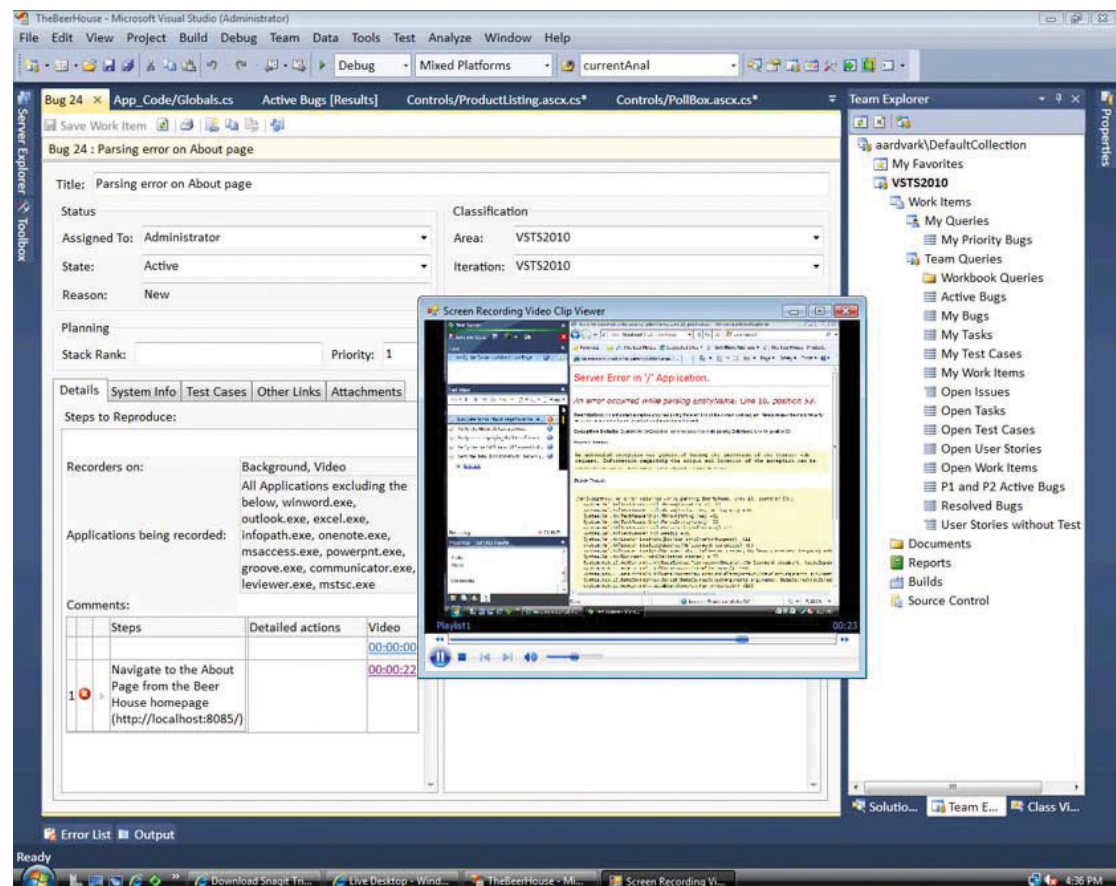 TheBeerHouse - Microsoft Visual Studio (Administrator)
File Edit View Project Build Debug Team Data Tools Test Analyze Window Help
Debug Mixed Platforms currentAnal
Bug 24 App_Code/Globals.cs Active Bugs [Results] Controls/ProductListing.ascx.cs* Controls/PollBox.ascx.cs*
Save Work Item
Bug 24 : Parsing error on About page
Title: Parsing error on About page
Status
Assigned To: Administrator
State: Active
Reason: New
Classification
Area: VSTS2010
Iteration: VSTS2010
Planning
Stack Rank: Priority: 1
Details System Info Test Cases Other Links Attachments
Steps to Reproduce:
Recorders on: Background, Video
Applications being recorded: All Applications excluding the
below, winword.exe,
outlook.exe, excel.exe,
infopath.exe, onenote.exe,
msaccess.exe, powerpnt.exe,
groove.exe, communicator.exe,
leviewer.exe, mstsc.exe
Comments:
Steps Detailed actions Video
00:00:00
1 Navigate to the About 00:00:22
Page from the Beer
House homepage
(http://localhost:8085/)
Screen Recording Video Clip Viewer
Server Error in '/' Application.
An error occurred while parsing EntityName. Line 10, position 53.
Playlist1 00:23
Team Explorer
aardvark\DefaultCollection
My Favorites
VSTS2010
Work Items
My Queries
My Priority Bugs
Team Queries
Workbook Queries
Active Bugs
My Bugs
My Tasks
My Test Cases
My Work Items
Open Issues
Open Tasks
Open Test Cases
Open User Stories
Open Work Items
P1 and P2 Active Bugs
Resolved Bugs
User Stories without Test
Documents
Reports
Builds
Source Control
Solutio... Team E... Class Vi...
Server Explorer
Toolbox
Properties
Error List Output
Ready
Download Snagit Tri... Live Desktop - Wind... TheBeerHouse - Mi... Screen Recording Vi... 4:36 PM